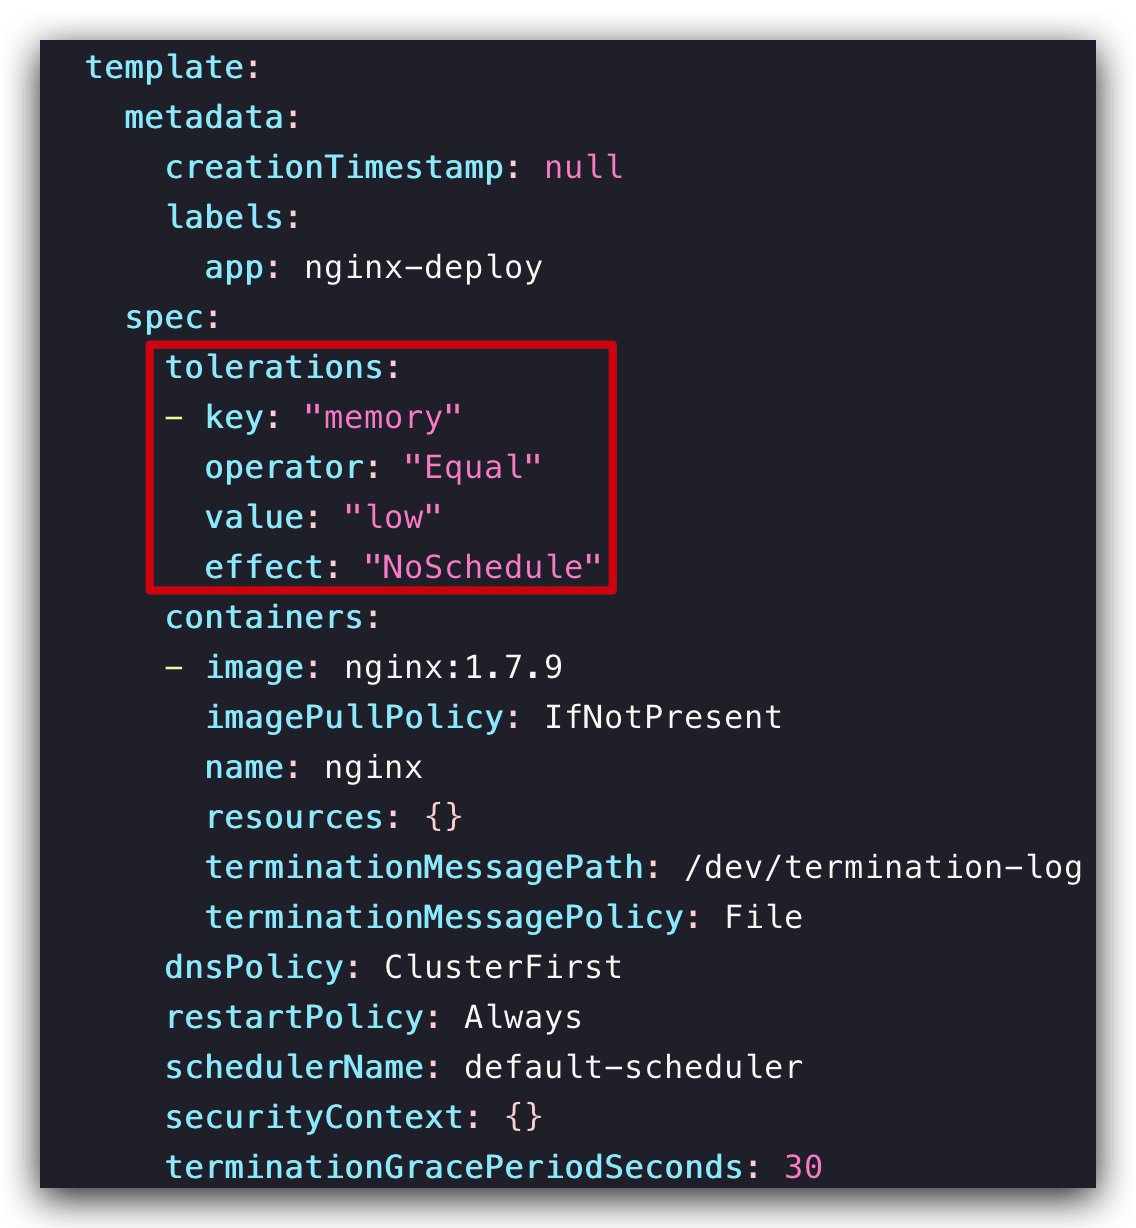 template:
metadata:
creationTimestamp: null
labels:
app: nginx-deploy
spec:
tolerations:
- key: "memory"
operator: "Equal"
value: "low"
effect: "NoSchedule"
containers:
- image: nginx:1.7.9
imagePullPolicy: IfNotPresent
name: nginx
resources: {}
terminationMessagePath: /dev/termination-log
terminationMessagePolicy: File
dnsPolicy: ClusterFirst
restartPolicy: Always
schedulerName: default-scheduler
securityContext: {}
terminationGracePeriodSeconds: 30